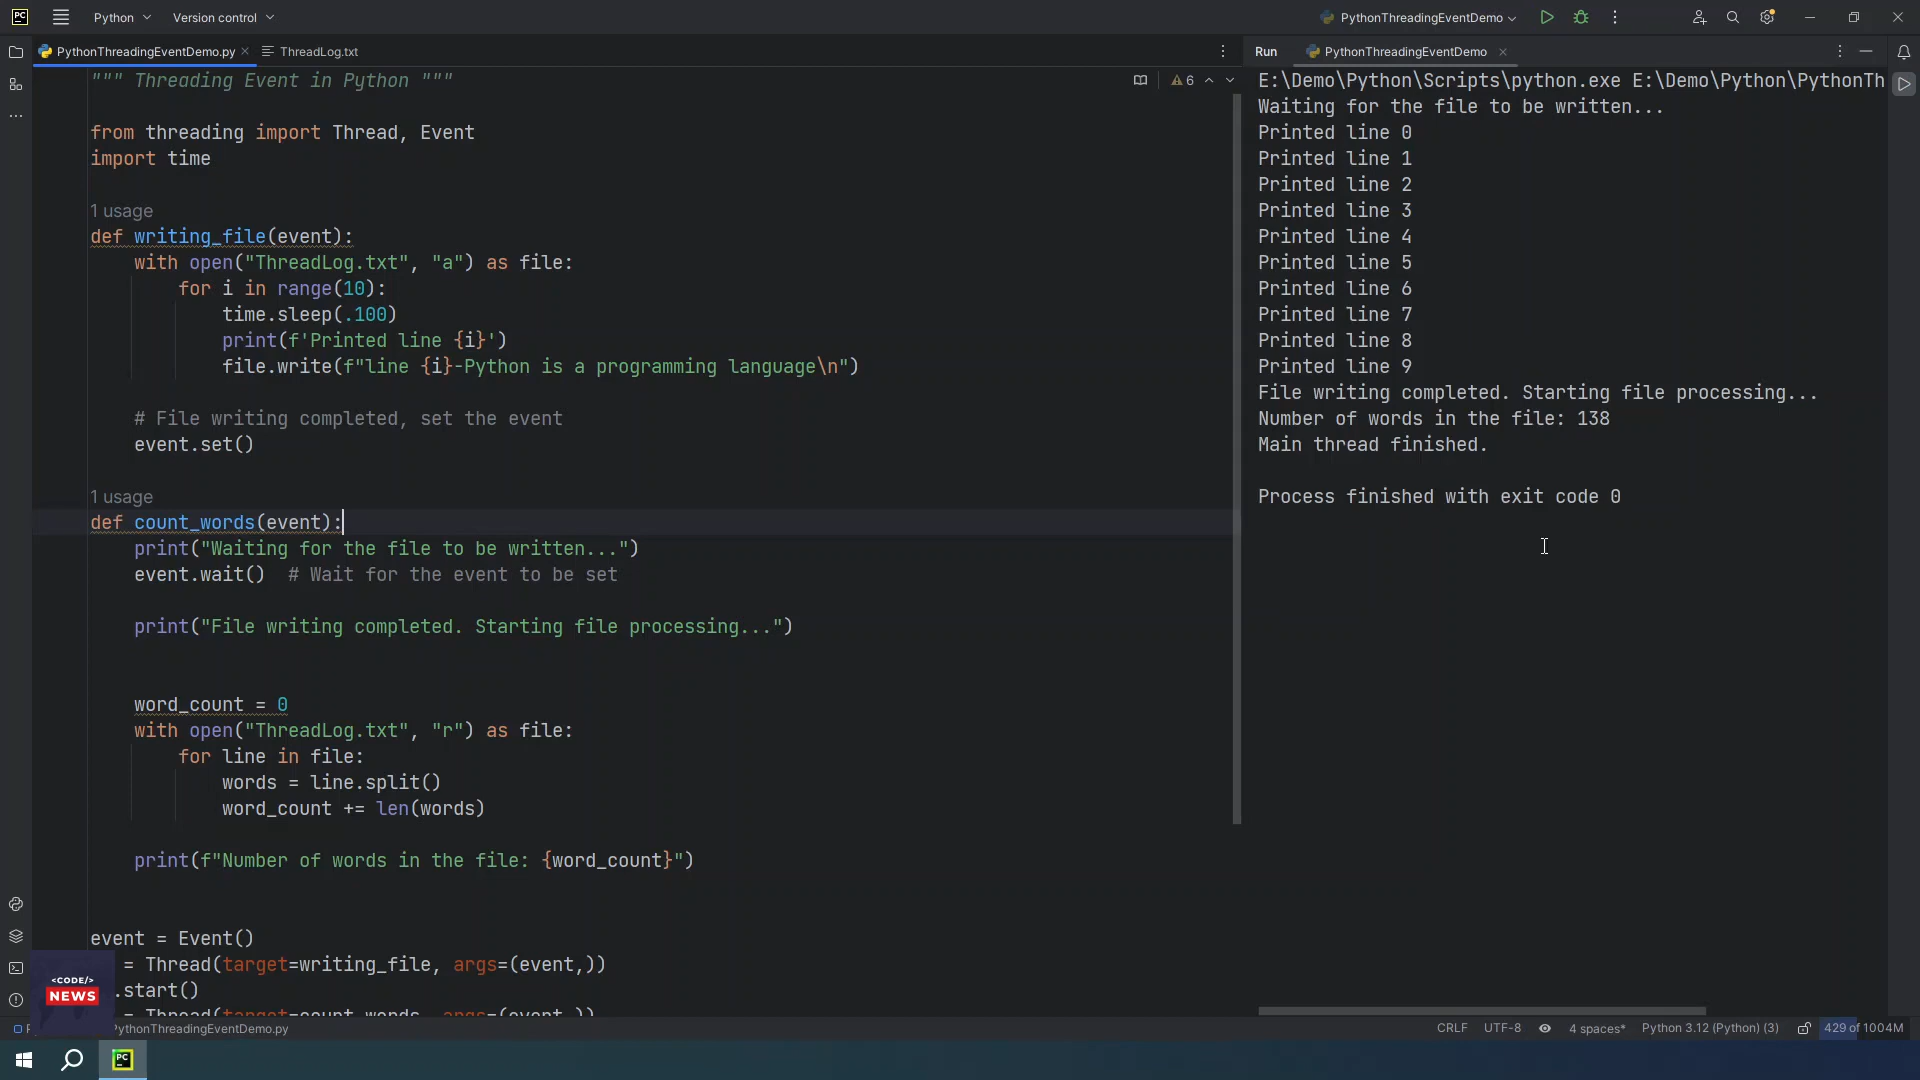 Python
Version control
PythonThreadingEventDemo
PythonThreadingEventDemo.py
ThreadLog.txt
""" Threading Event in Python """
6
from threading import Thread, Event
import time
1 usage
def writing_file(event):
with open("ThreadLog.txt", "a") as file:
for i in range(10):
time.sleep(.100)
print(f'Printed line {i}')
file.write(f"line {i}-Python is a programming language\n")
# File writing completed, set the event
event.set()
1 usage
def count_words(event):
print("Waiting for the file to be written...")
event.wait()  # Wait for the event to be set
print("File writing completed. Starting file processing...")
word_count = 0
with open("ThreadLog.txt", "r") as file:
for line in file:
words = line.split()
word_count += len(words)
print(f"Number of words in the file: {word_count}")
event = Event()
= Thread(target=writing_file, args=(event,))
.start()
= Thread(target=count_words, args=(event,))
Run
PythonThreadingEventDemo
E:\Demo\Python\Scripts\python.exe E:\Demo\Python\PythonTh
Waiting for the file to be written...
Printed line 0
Printed line 1
Printed line 2
Printed line 3
Printed line 4
Printed line 5
Printed line 6
Printed line 7
Printed line 8
Printed line 9
File writing completed. Starting file processing...
Number of words in the file: 138
Main thread finished.
Process finished with exit code 0
<CODE/>
NEWS
PythonThreadingEventDemo.py
CRLF
UTF-8
4 spaces*
Python 3.12 (Python) (3)
429 of 1004M
PC
PC